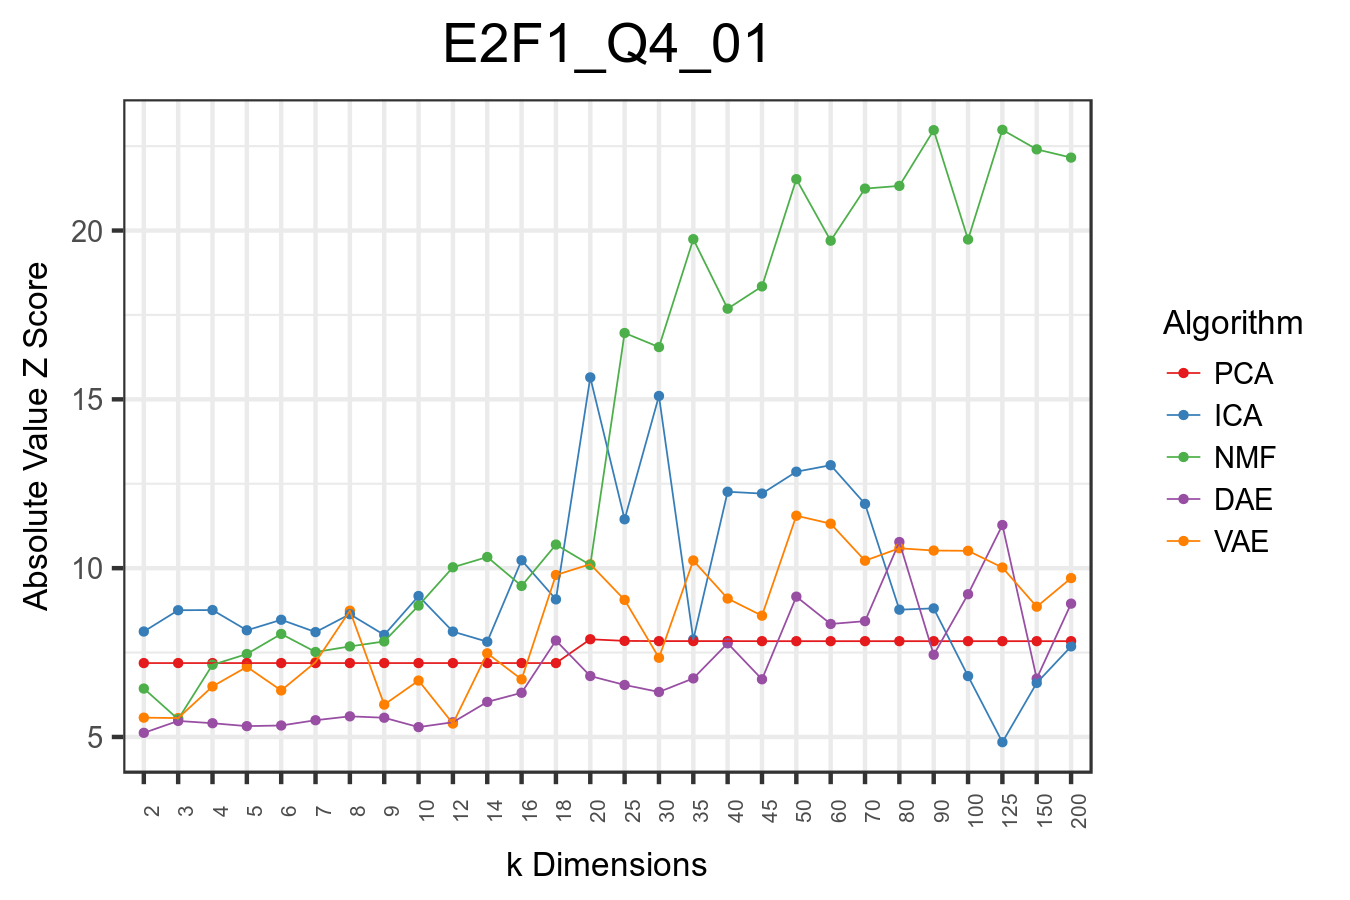 E2F1_Q4_01
Absolute Value Z Score
20
15
10
5
2 3 4 5 6 7 8 9 10 12 14 16 18 20 25 30 35 40 45 50 60 70 80 90 100 125 150 200
k Dimensions
Algorithm
PCA
ICA
NMF
DAE
VAE